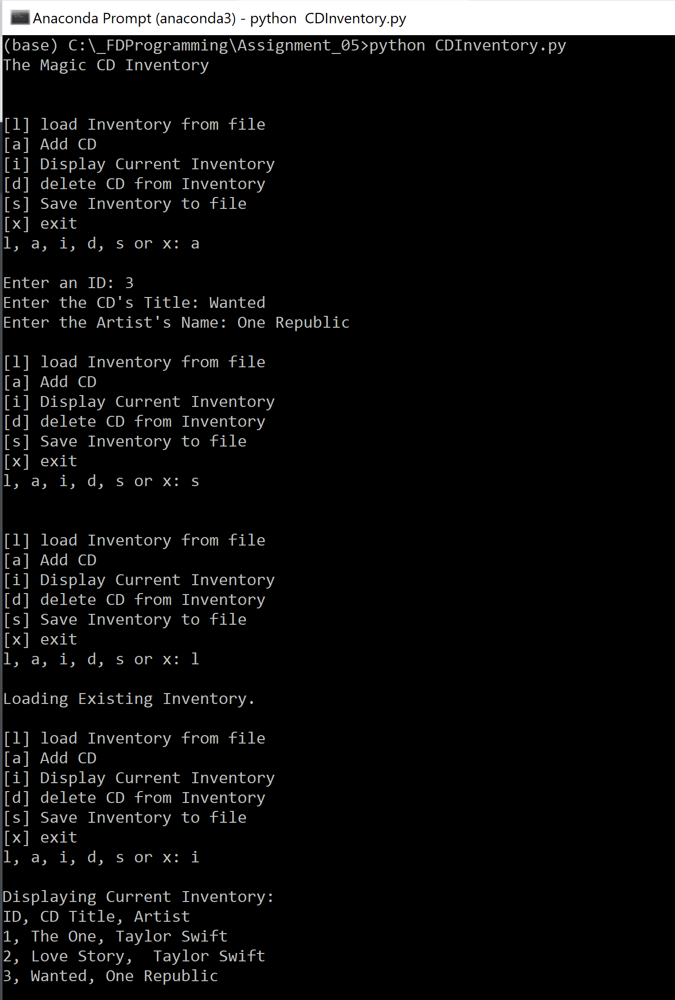 Anaconda Prompt (anaconda3) - python  CDInventory.py
(base) C:\_FDProgramming\Assignment_05>python CDInventory.py
The Magic CD Inventory
[l] load Inventory from file
[a] Add CD
[i] Display Current Inventory
[d] delete CD from Inventory
[s] Save Inventory to file
[x] exit
l, a, i, d, s or x: a
Enter an ID: 3
Enter the CD's Title: Wanted
Enter the Artist's Name: One Republic
[l] load Inventory from file
[a] Add CD
[i] Display Current Inventory
[d] delete CD from Inventory
[s] Save Inventory to file
[x] exit
l, a, i, d, s or x: s
[l] load Inventory from file
[a] Add CD
[i] Display Current Inventory
[d] delete CD from Inventory
[s] Save Inventory to file
[x] exit
l, a, i, d, s or x: l
Loading Existing Inventory.
[l] load Inventory from file
[a] Add CD
[i] Display Current Inventory
[d] delete CD from Inventory
[s] Save Inventory to file
[x] exit
l, a, i, d, s or x: i
Displaying Current Inventory:
ID, CD Title, Artist
1, The One, Taylor Swift
2, Love Story,  Taylor Swift
3, Wanted, One Republic